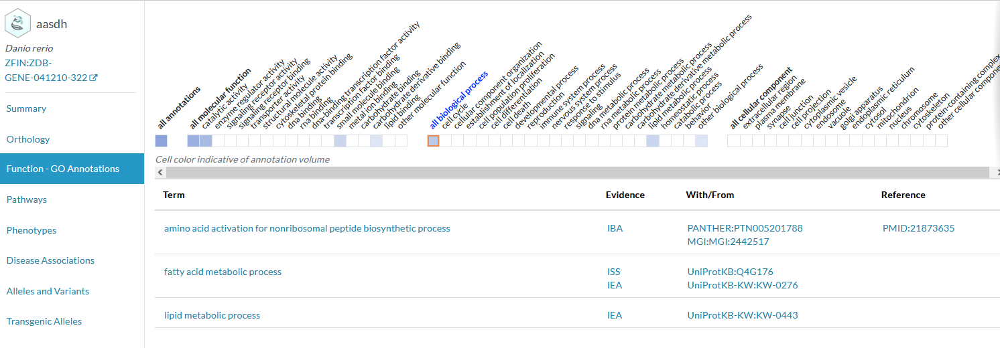 aasdh
Danio rerio
ZFIN:ZDB-
GENE-041210-322
Summary
Orthology
Function - GO Annotations
Pathways
Phenotypes
Disease Associations
Alleles and Variants
Transgenic Alleles
all annotations
all molecular function
catalytic activity
enzyme regulator activity
signaling receptor activity
signaling receptor binding
transporter activity
structural molecule activity
cytoskeletal protein binding
dna binding
rna binding
dna-binding transcription factor activity
transcription factor binding
small molecule binding
metal ion binding
carbohydrate binding
carbohydrate derivative binding
lipid binding
other molecular function
all biological process
cell cycle
cellular component organization
establishment of localization
cell population proliferation
cell differentiation
cell death
developmental process
reproduction
immune system process
nervous system process
response to stimulus
signaling
dna metabolic process
rna metabolic process
protein metabolic process
carbohydrate metabolic process
carbohydrate derivative metabolic process
lipid metabolic process
homeostatic process
catabolic process
behavior
other biological process
all cellular component
extracellular region
plasma membrane
synapse
cell junction
cell projection
cytoplasmic vesicle
endosome
vacuole
golgi apparatus
endoplasmic reticulum
cytosol
mitochondrion
nucleus
chromosome
cytoskeleton
protein-containing complex
other cellular component
Cell color indicative of annotation volume
Term Evidence With/From Reference
amino acid activation for nonribosomal peptide biosynthetic process IBA PANTHER:PTN005201788 PMID:21873635
MGI:MGI:2442517
fatty acid metabolic process ISS UniProtKB:Q4G176
IEA UniProtKB-KW:KW-0276
lipid metabolic process IEA UniProtKB-KW:KW-0443